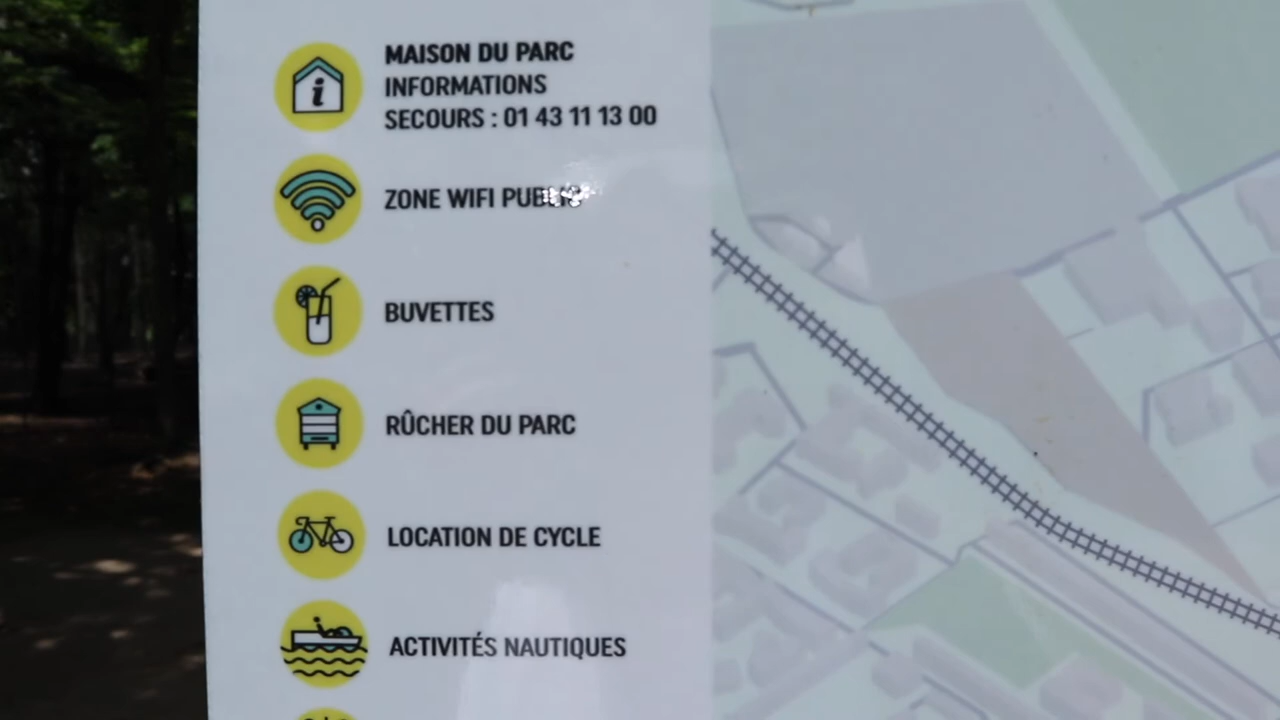 MAISON DU PARC
INFORMATIONS
SECOURS : 01 43 11 13 00
ZONE WIFI PUBLIC
BUVETTES
RÛCHER DU PARC
LOCATION DE CYCLE
ACTIVITÉS NAUTIQUES